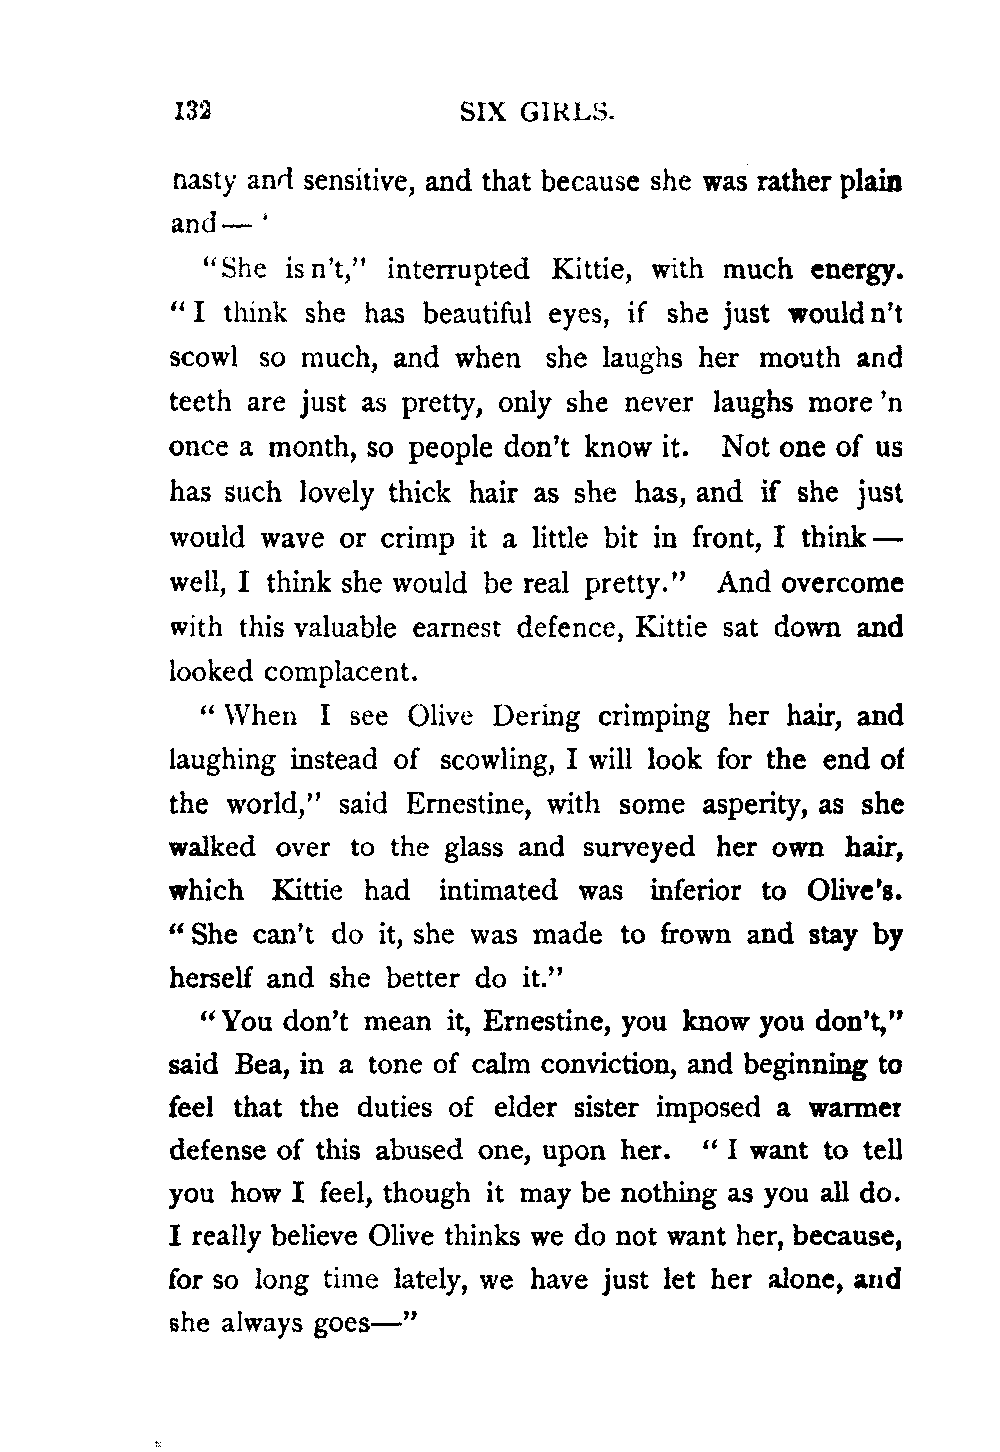 132 SIX GIRLS.
nasty and sensitive, and that because she was rather plain
and— '
"She is n't," interrupted Kittie, with much energy.
"I think she has beautiful eyes, if she just would n't
scowl so much, and when she laughs her mouth and
teeth are just as pretty, only she never laughs more 'n
once a month, so people don't know it. Not one of us
has such lovely thick hair as she has, and if she just
would wave or crimp it a little bit in front, I think—
well, I think she would be real pretty." And overcome
with this valuable earnest defence, Kittie sat down and
looked complacent.
"When I see Olive Dering crimping her hair, and
laughing instead of scowling, I will look for the end of
the world," said Ernestine, with some asperity, as she
walked over to the glass and surveyed her own hair,
which Kittie had intimated was inferior to Olive's.
"She can't do it, she was made to frown and stay by
herself and she better do it."
"You don't mean it, Ernestine, you know you don't,"
said Bea, in a tone of calm conviction, and beginning to
feel that the duties of elder sister imposed a warmer
defense of this abused one, upon her. "I want to tell
you how I feel, though it may be nothing as you all do.
I really believe Olive thinks we do not want her, because,
for so long time lately, we have just let her alone, and
she always goes—"